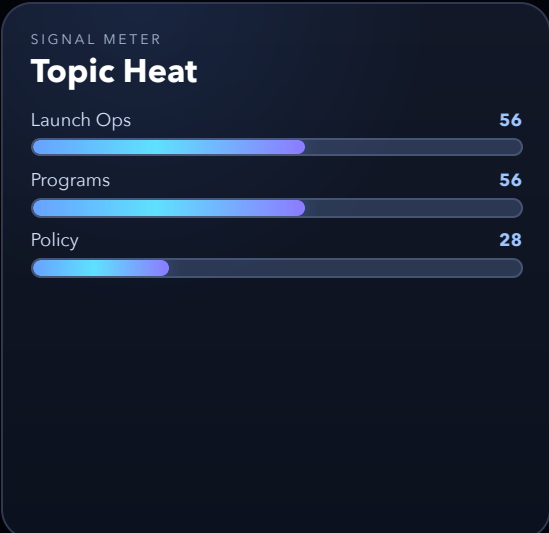 SIGNAL METER
Topic Heat
Launch Ops 56
Programs 56
Policy 28